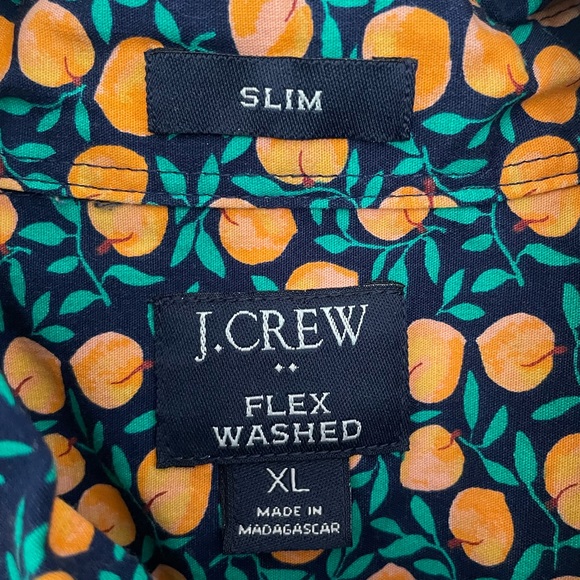 SLIM
J.CREW
FLEX
WASHED
XL
MADE IN
MADAGASCAR